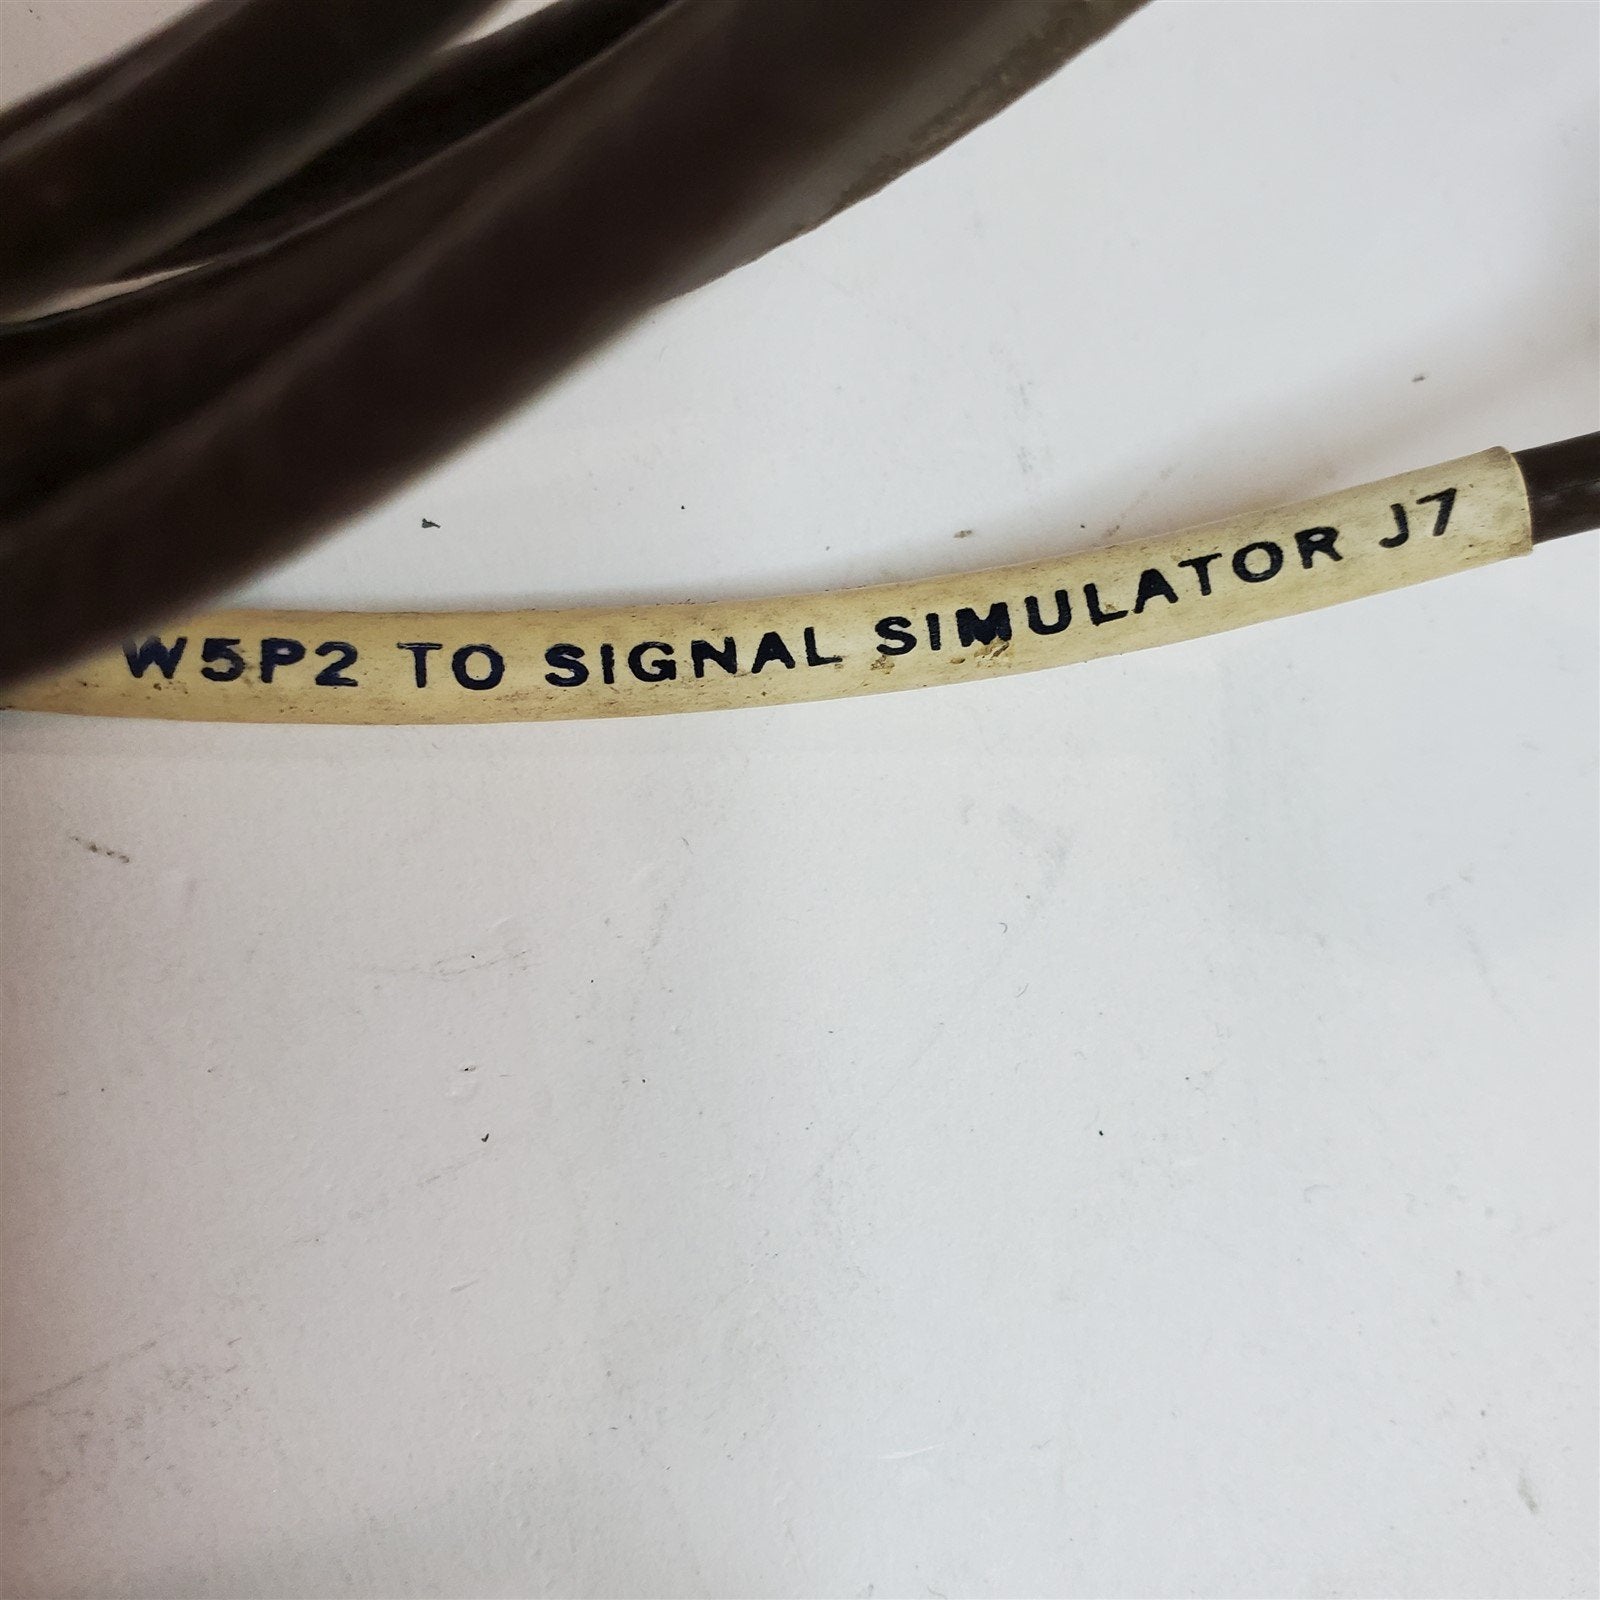 W5P2 TO SIGNAL SIMULATOR J7